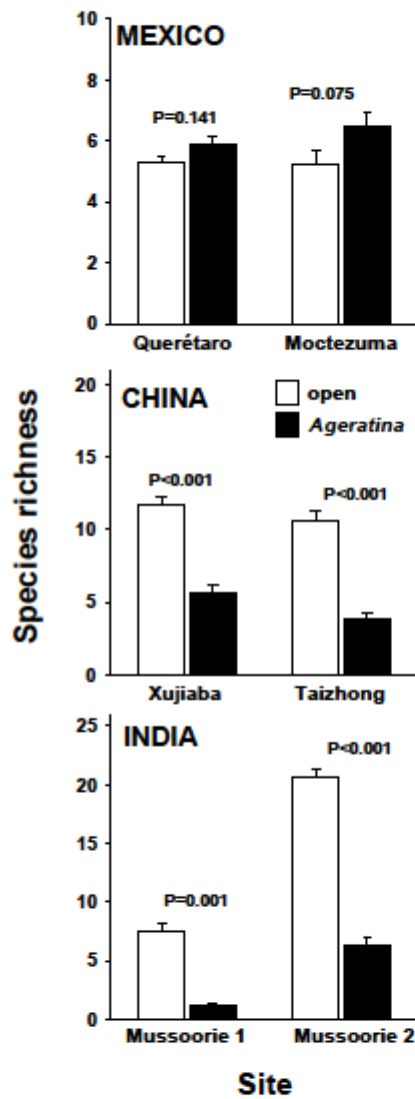 MEXICO
10
8
6
4
2
0
P=0.141
P=0.075
Querétaro Moctezuma
Species richness
CHINA
20
15
10
5
0
open
Ageratina
P<0.001
P<0.001
Xujiaba Taizhong
INDIA
25
20
15
10
5
0
P=0.001
P<0.001
Mussoorie 1 Mussoorie 2
Site